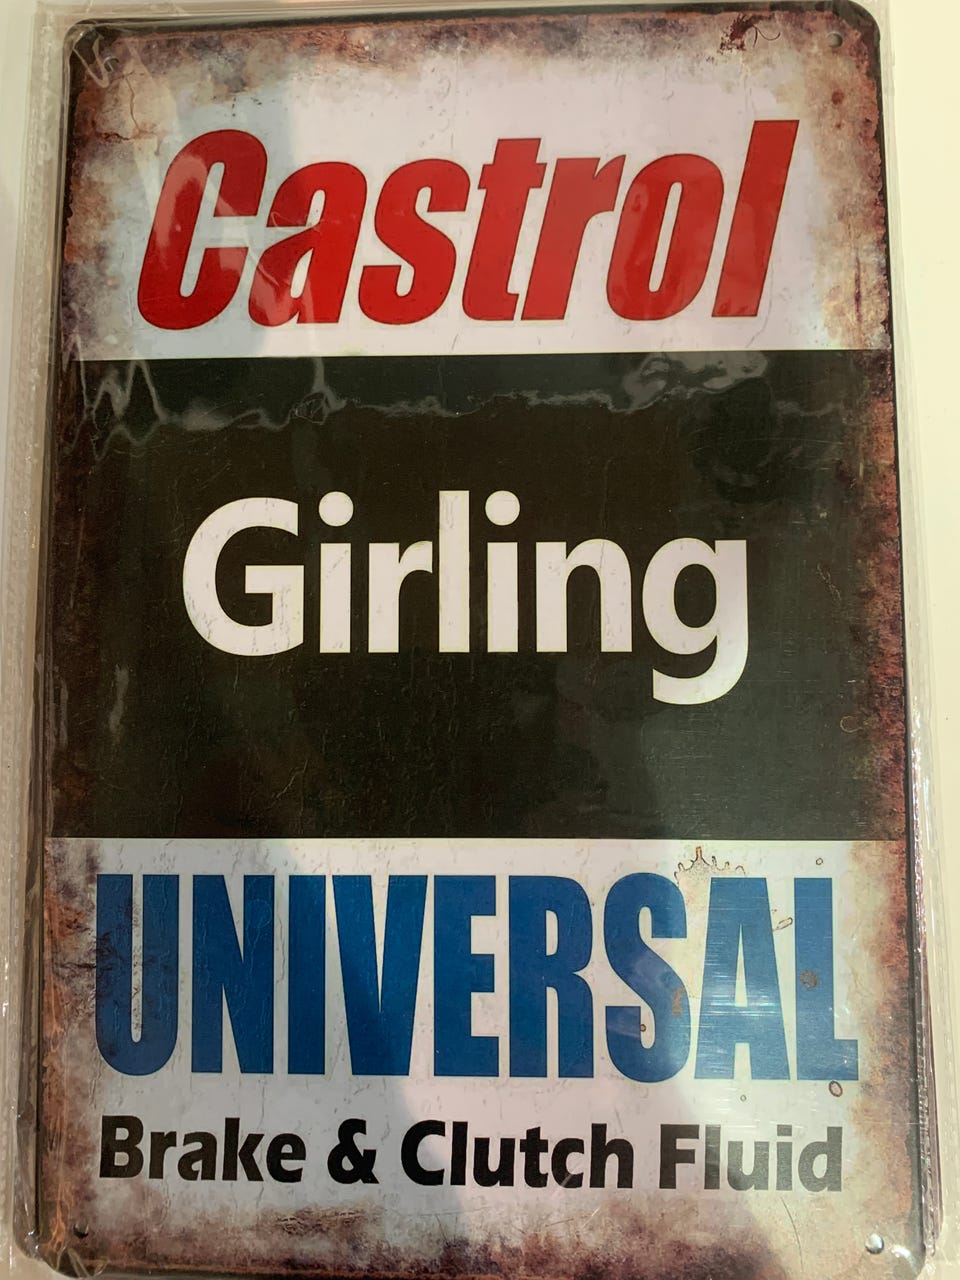 Castrol
Girling
UNIVERSAL
Brake & Clutch Fluid